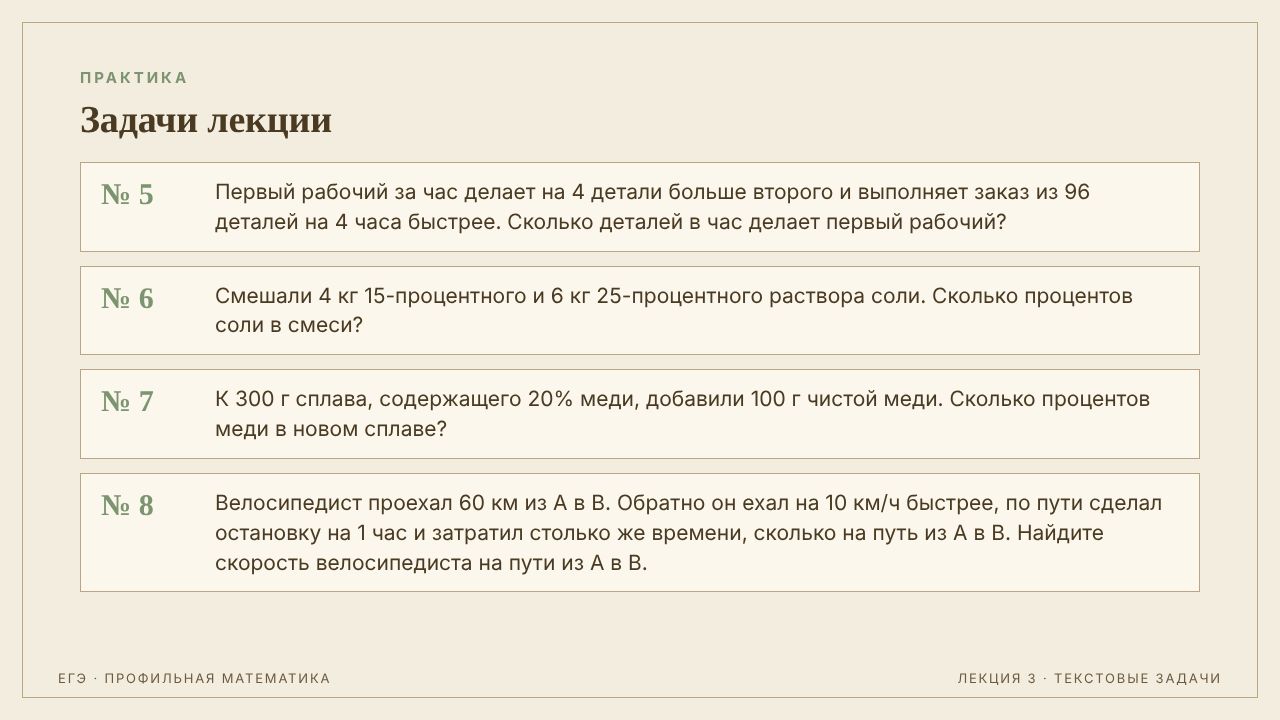 ПРАКТИКА
Задачи лекции
№ 5
Первый рабочий за час делает на 4 детали больше второго и выполняет заказ из 96
деталей на 4 часа быстрее. Сколько деталей в час делает первый рабочий?
№ 6
Смешали 4 кг 15-процентного и 6 кг 25-процентного раствора соли. Сколько процентов
соли в смеси?
№ 7
К 300 г сплава, содержащего 20% меди, добавили 100 г чистой меди. Сколько процентов
меди в новом сплаве?
№ 8
Велосипедист проехал 60 км из А в В. Обратно он ехал на 10 км/ч быстрее, по пути сделал
остановку на 1 час и затратил столько же времени, сколько на путь из А в В. Найдите
скорость велосипедиста на пути из А в В.
ЕГЭ · ПРОФИЛЬНАЯ МАТЕМАТИКА
ЛЕКЦИЯ 3 · ТЕКСТОВЫЕ ЗАДАЧИ